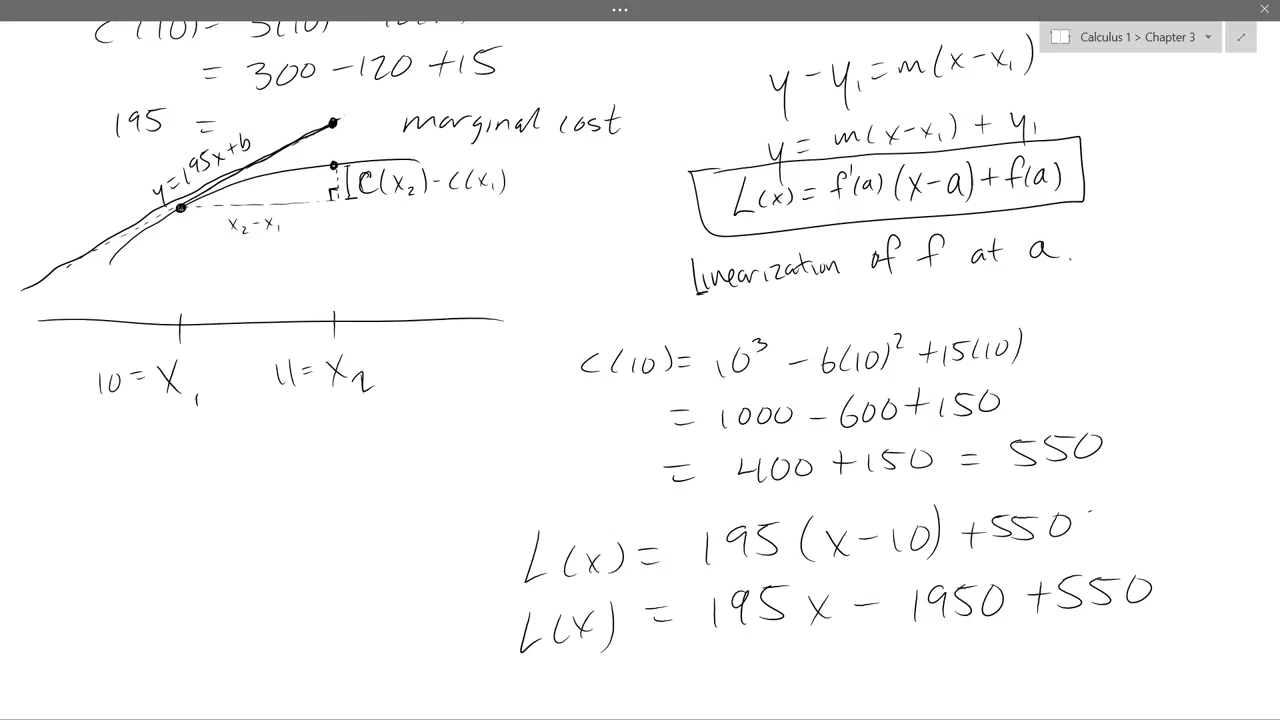 Calculus 1 > Chapter 3
= 300 - 120 + 15
195 =
marginal cost
y=195x+b
C(x₂)-C(x₁)
x₂-x₁
10 = x₁
11 = x₂
y - y₁ = m(x - x₁)
y = m(x-x₁) + y₁
L(x) = f'(a)(x-a)+f(a)
Linearization of f at a.
C(10) = 10³ - 6(10)² + 15(10)
= 1000 - 600 + 150
= 400 + 150 = 550
L(x) = 195(x-10)+550
L(x) = 195x - 1950 + 550